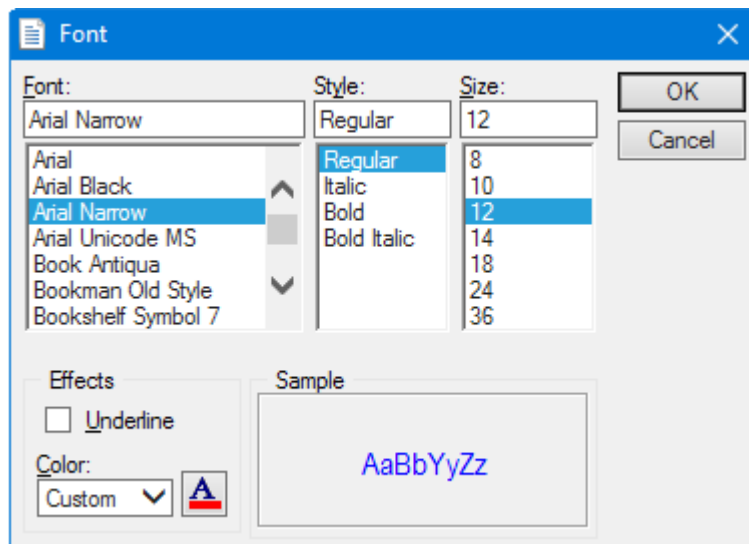 Font
Font: Style: Size:
Arial Narrow Regular 12
OK
Cancel
Arial Regular 8
Arial Black Italic 10
Arial Narrow Bold 12
Arial Unicode MS Bold Italic 14
Book Antiqua 18
Bookman Old Style 24
Bookshelf Symbol 7 36
Effects Sample
Underline
Color:
Custom A
AaBbYyZz